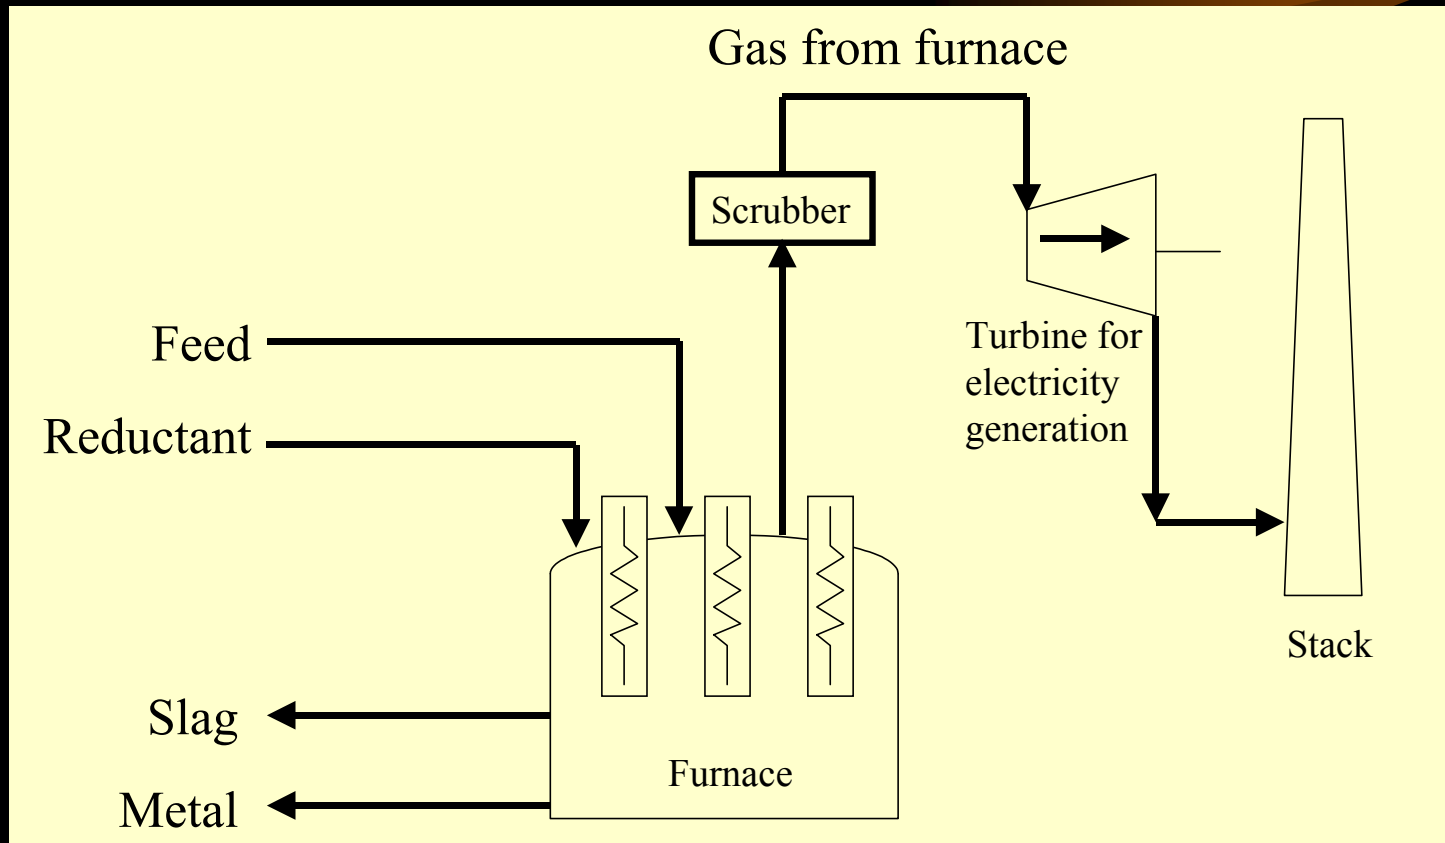 Gas from furnace
Scrubber
Feed
Turbine for
electricity
generation
Reductant
Stack
Slag
Furnace
Metal